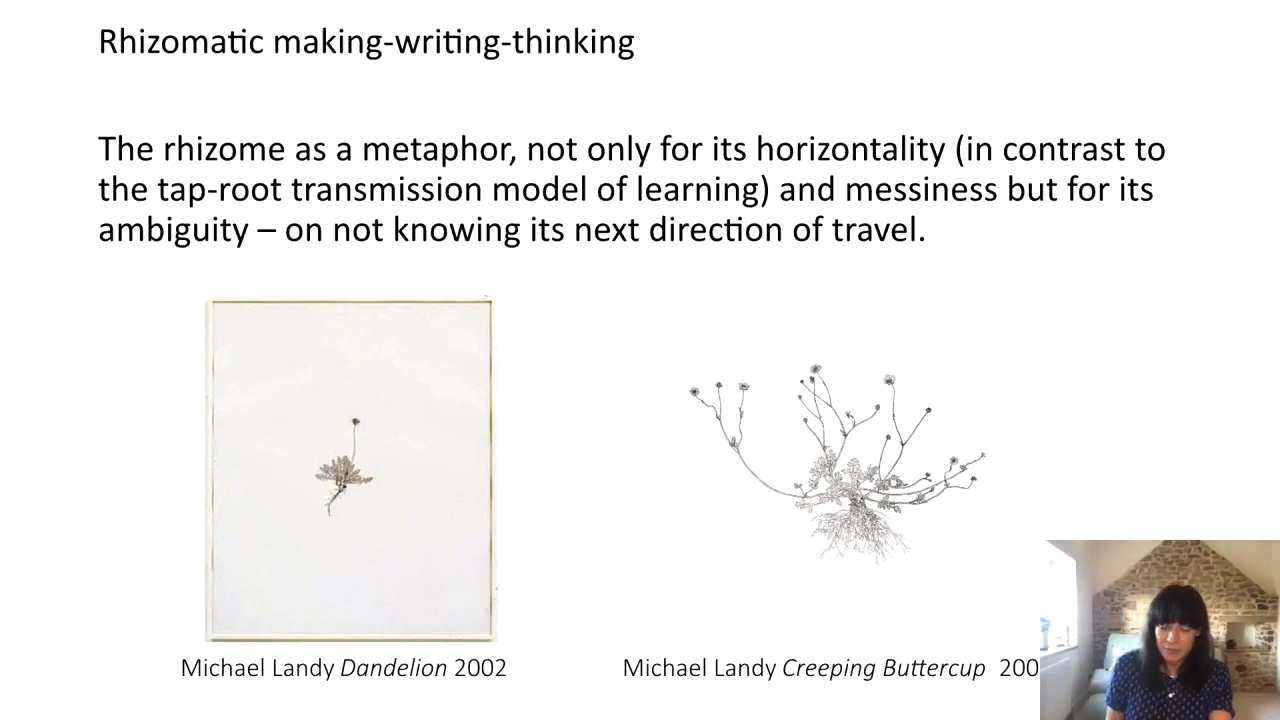 Rhizomatic making-writing-thinking
The rhizome as a metaphor, not only for its horizontality (in contrast to
the tap-root transmission model of learning) and messiness but for its
ambiguity – on not knowing its next direction of travel.
Michael Landy Dandelion 2002
Michael Landy Creeping Buttercup